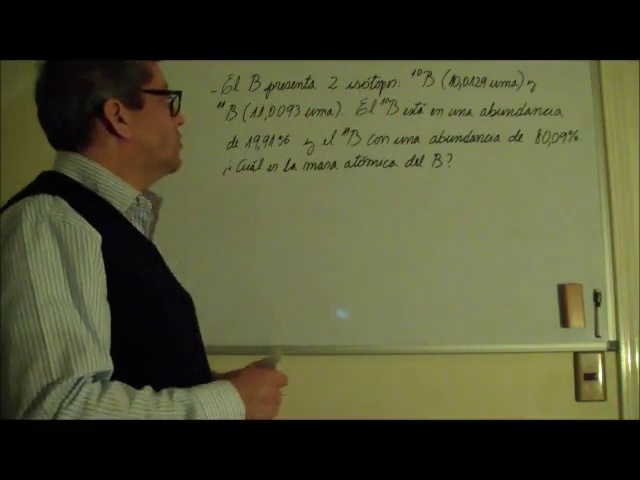 - El B presenta 2 isótopos: ¹⁰B (10,0129 uma) y
¹¹B (11,0093 uma). El ¹⁰B está en una abundancia
de 19,91% y el ¹¹B con una abundancia de 80,09%.
¿Cuál es la masa atómica del B?